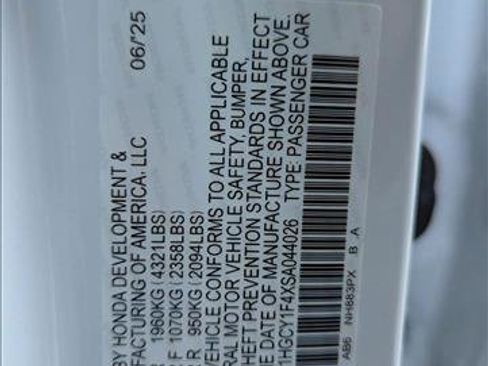 BY HONDA DEVELOPMENT &
FACTURING OF AMERICA, LLC 06/'25
1960KG (4321LBS)
F 1070KG (2358LBS)
R 950KG (2094LBS)
VEHICLE CONFORMS TO ALL APPLICABLE
RAL MOTOR VEHICLE SAFETY, BUMPER,
HEFT PREVENTION STANDARDS IN EFFECT
E DATE OF MANUFACTURE SHOWN ABOVE.
1HGCY1F4XSA044026 TYPE: PASSENGER CAR
AB6 NH883PX B A